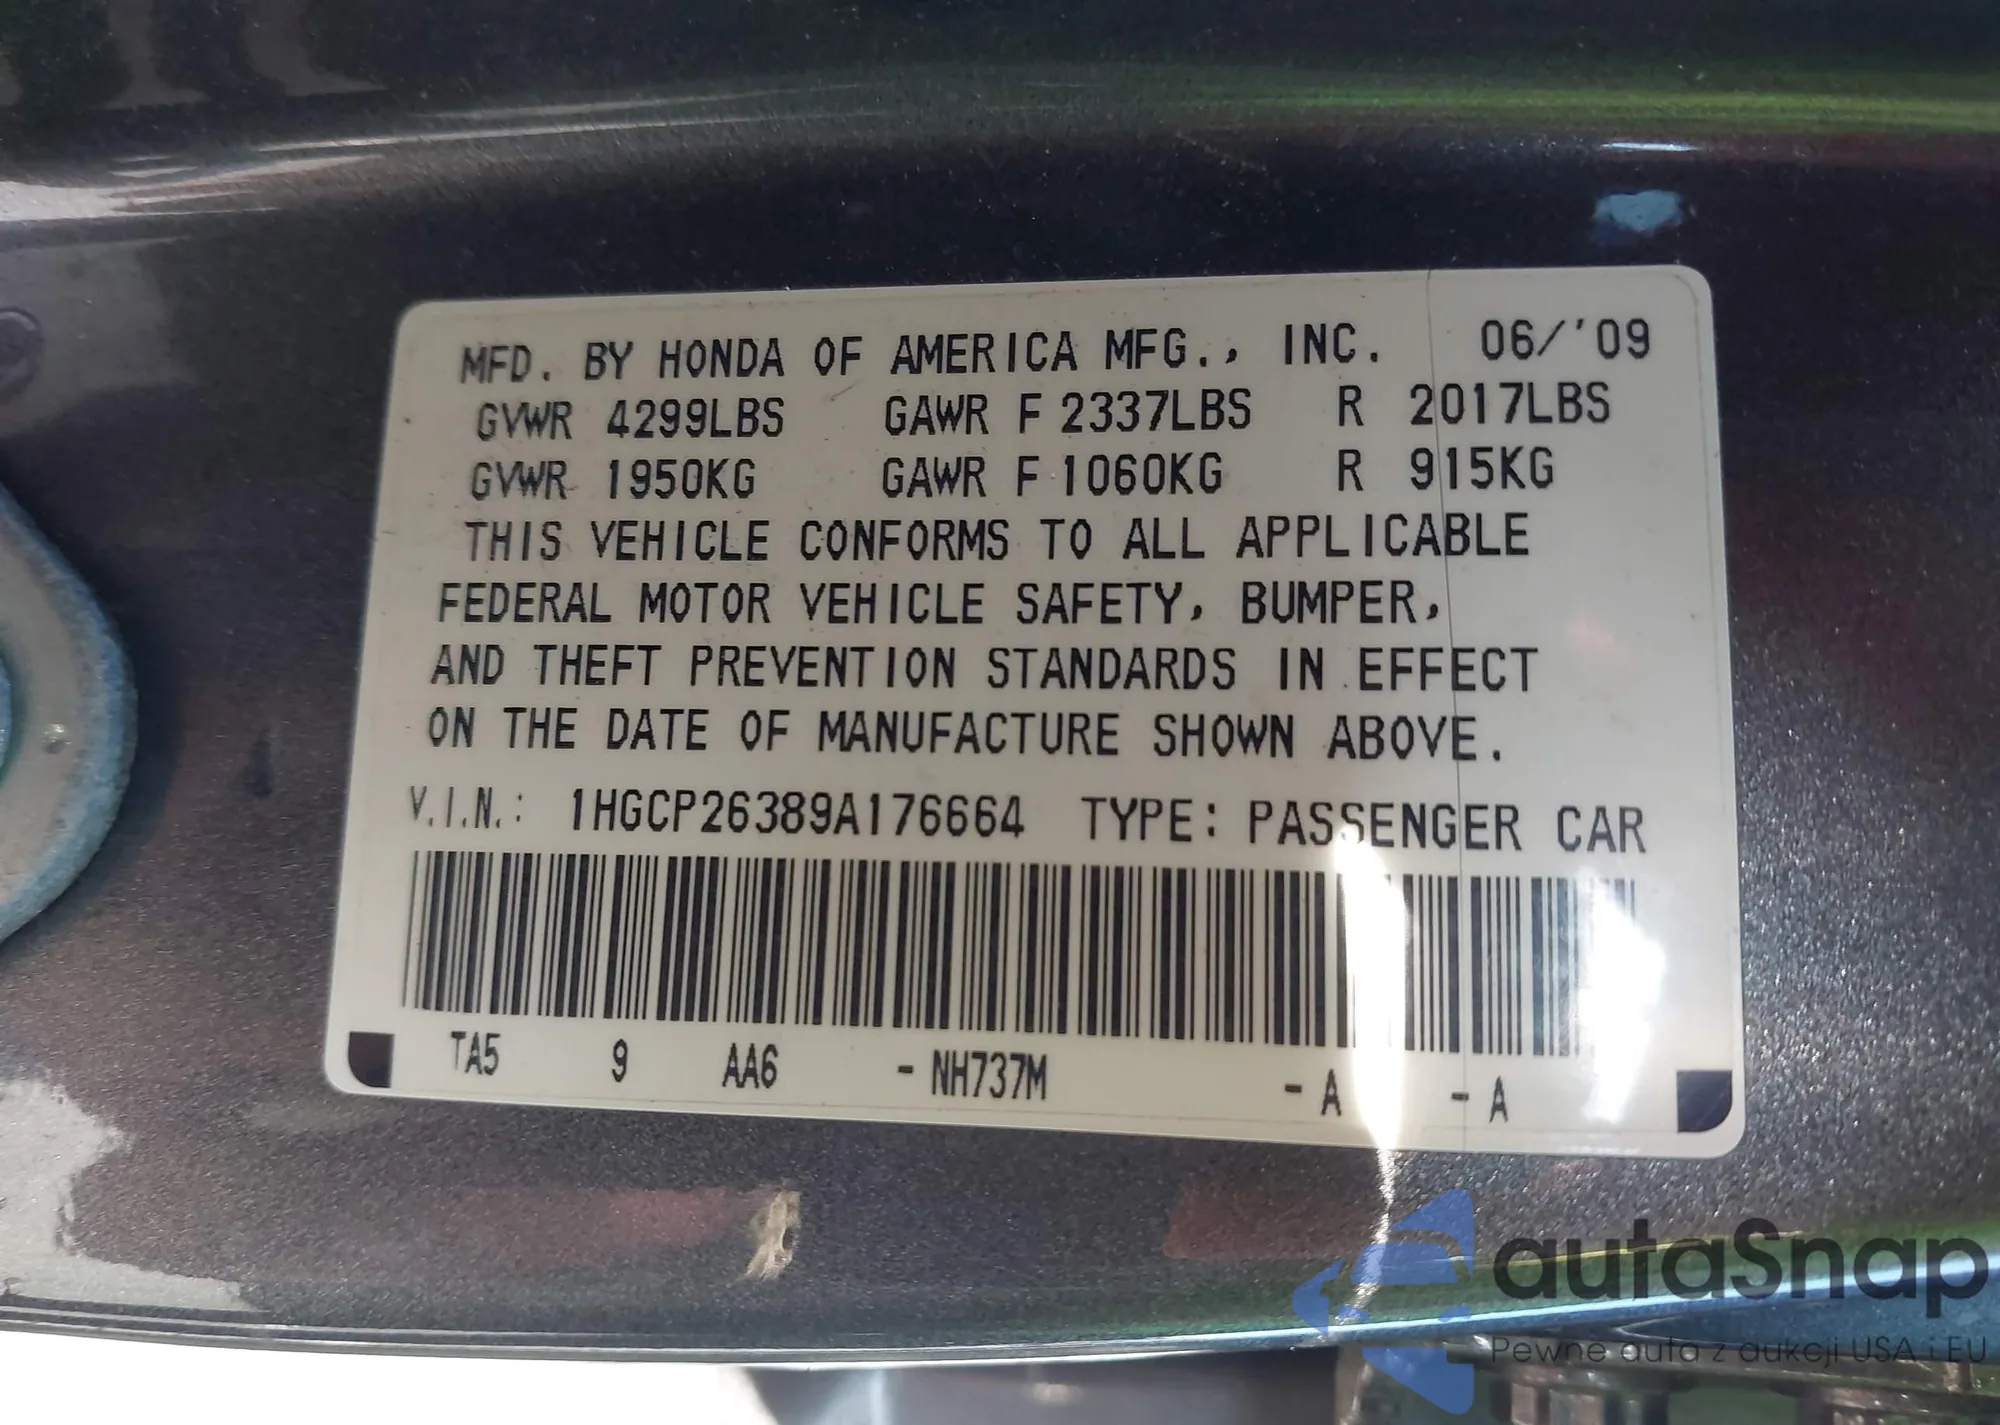 MFD. BY HONDA OF AMERICA MFG., INC. 06/'09
GVWR 4299LBS GAWR F 2337LBS R 2017LBS
GVWR 1950KG GAWR F 1060KG R 915KG
THIS VEHICLE CONFORMS TO ALL APPLICABLE
FEDERAL MOTOR VEHICLE SAFETY, BUMPER,
AND THEFT PREVENTION STANDARDS IN EFFECT
ON THE DATE OF MANUFACTURE SHOWN ABOVE.
V.I.N.: 1HGCP26389A176664 TYPE: PASSENGER CAR
TA5 9 AA6 - NH737M - A - A
autaSnap
Pewne auta z aukcji USA i EU